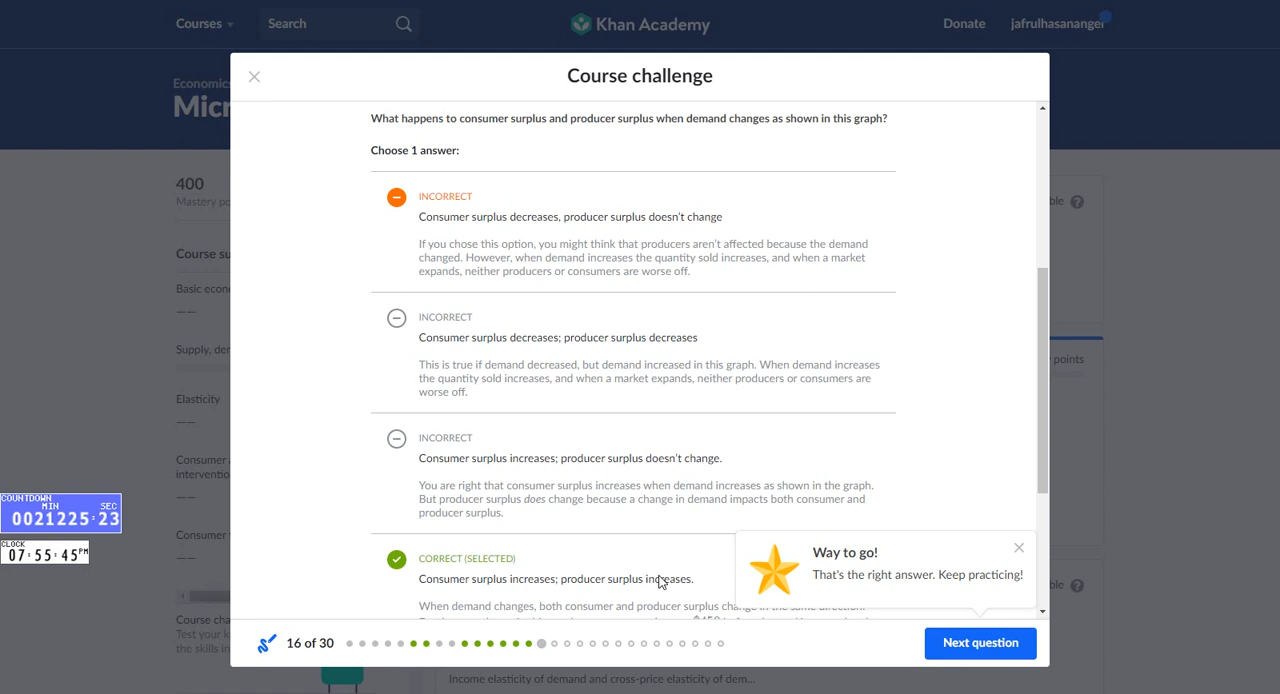 Courses
Search
Khan Academy
Donate
jafrulhasananger
Economics
Micr
Course challenge
What happens to consumer surplus and producer surplus when demand changes as shown in this graph?
Choose 1 answer:
INCORRECT
Consumer surplus decreases, producer surplus doesn't change
If you chose this option, you might think that producers aren't affected because the demand
changed. However, when demand increases the quantity sold increases, and when a market
expands, neither producers or consumers are worse off.
INCORRECT
Consumer surplus decreases; producer surplus decreases
This is true if demand decreased, but demand increased in this graph. When demand increases
the quantity sold increases, and when a market expands, neither producers or consumers are
worse off.
INCORRECT
Consumer surplus increases; producer surplus doesn't change.
You are right that consumer surplus increases when demand increases as shown in the graph.
But producer surplus does change because a change in demand impacts both consumer and
producer surplus.
CORRECT (SELECTED)
Consumer surplus increases; producer surplus increases.
When demand changes, both consumer and producer surplus change in the same direction.
Way to go!
That's the right answer. Keep practicing!
16 of 30
Next question
400
Mastery po
Course su
Basic econ
Supply, den
Elasticity
Consumer a
intervention
Consumer
Course cha
Test your k
the skills in
ble
points
ble
Income elasticity of demand and cross-price elasticity of dem...
COUNTDOWN
MIN SEC
0021225:23
CLOCK
07:55:45 PM